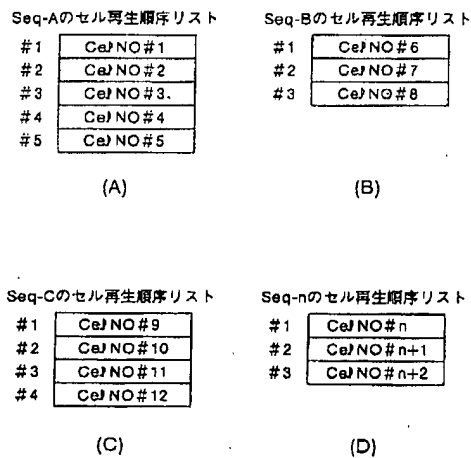 Seq-Aのセル再生順序リスト
#1 Cell NO#1
#2 Cell NO#2
#3 Cell NO#3.
#4 Cell NO#4
#5 Cell NO#5
(A)
Seq-Bのセル再生順序リスト
#1 Cell NO#6
#2 Cell NO#7
#3 Cell NO#8
(B)
Seq-Cのセル再生順序リスト
#1 Cell NO#9
#2 Cell NO#10
#3 Cell NO#11
#4 Cell NO#12
(C)
Seq-nのセル再生順序リスト
#1 Cell NO#n
#2 Cell NO#n+1
#3 Cell NO#n+2
(D)